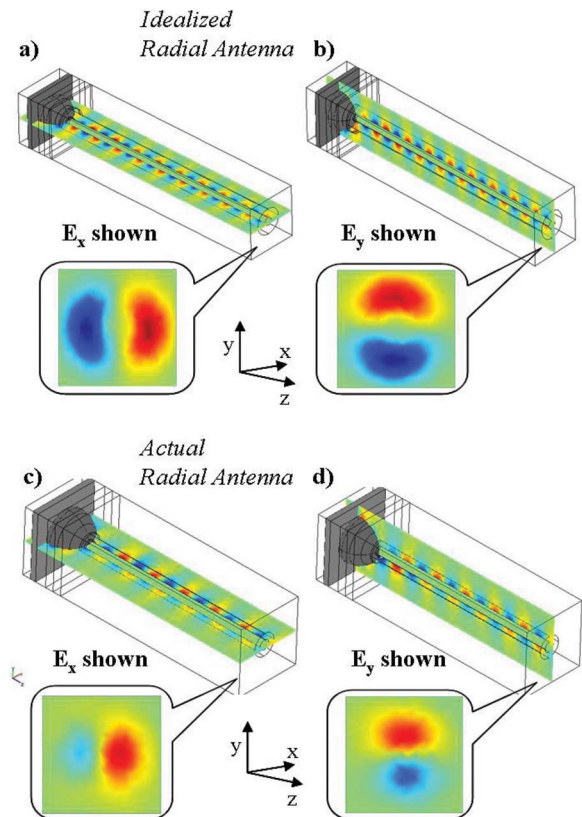 Idealized
Radial Antenna
a)
b)
Ex shown
Ey shown
y
x
z
Actual
Radial Antenna
c)
d)
Ex shown
Ey shown
y
x
z